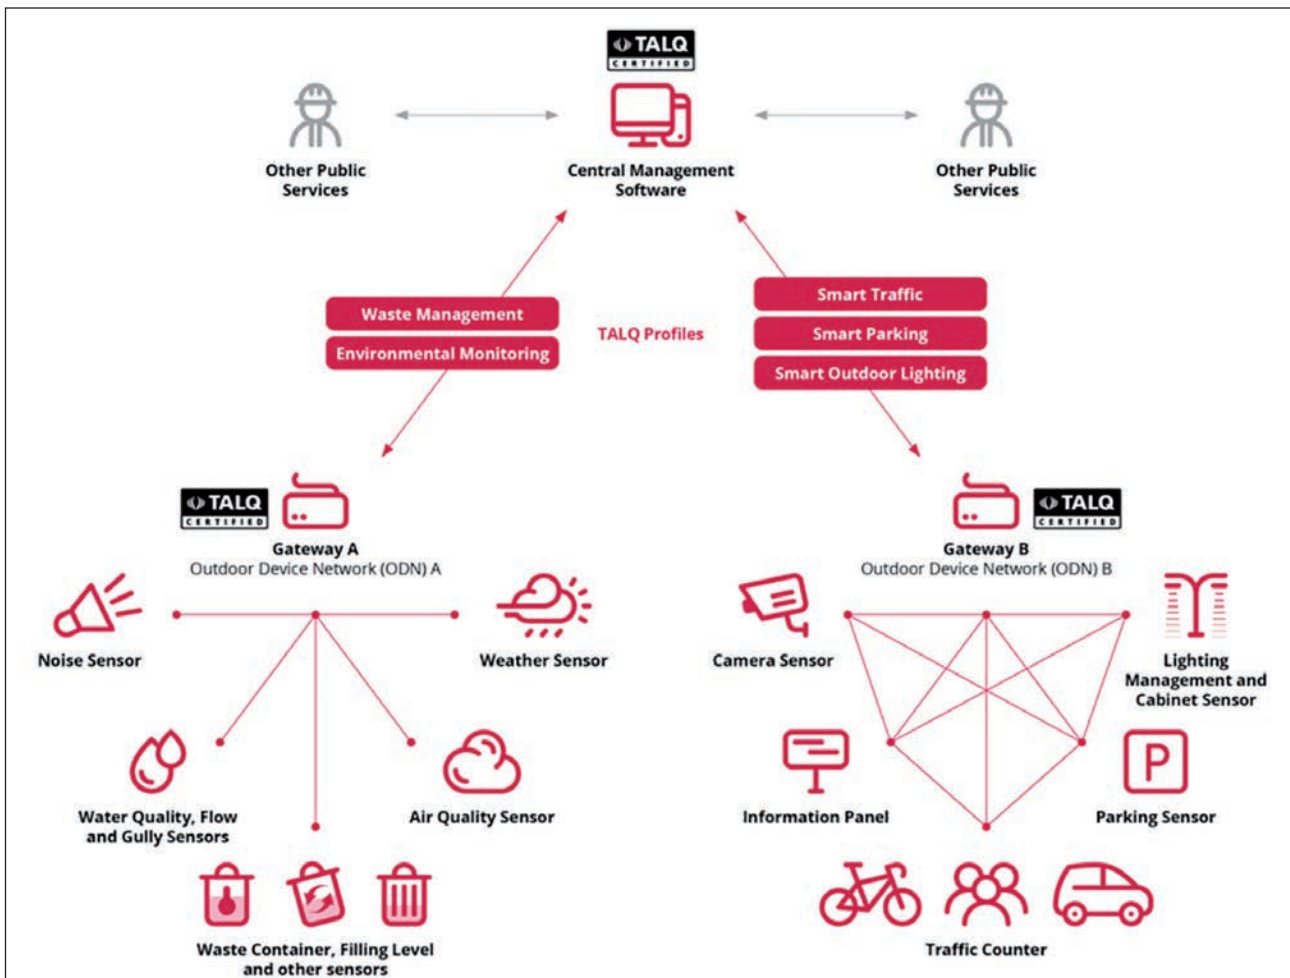 TALQ
CERTIFIED
Other Public
Services
Central Management
Software
Other Public
Services
Waste Management
Environmental Monitoring
TALQ Profiles
Smart Traffic
Smart Parking
Smart Outdoor Lighting
TALQ
CERTIFIED
Gateway A
Outdoor Device Network (ODN) A
TALQ
CERTIFIED
Gateway B
Outdoor Device Network (ODN) B
Noise Sensor
Weather Sensor
Water Quality, Flow
and Gully Sensors
Air Quality Sensor
Waste Container, Filling Level
and other sensors
Camera Sensor
Lighting
Management and
Cabinet Sensor
Information Panel
P
Parking Sensor
Traffic Counter